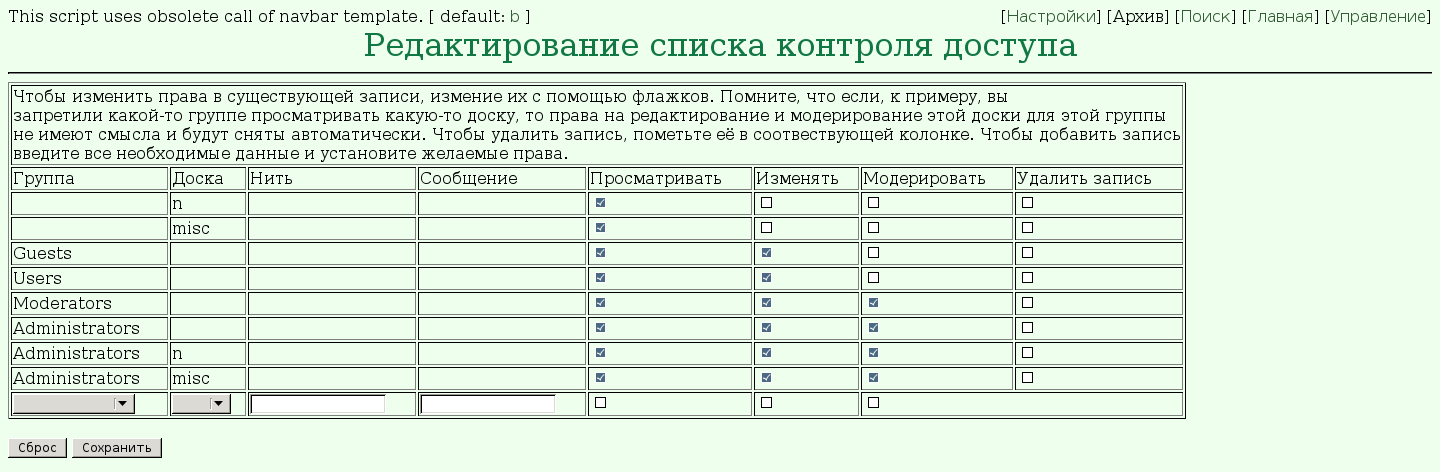 This script uses obsolete call of navbar template. [ default: b ] [Настройки] [Архив] [Поиск] [Главная] [Управление]
Редактирование списка контроля доступа
Чтобы изменить права в существующей записи, измение их с помощью флажков. Помните, что если, к примеру, вы
запретили какой-то группе просматривать какую-то доску, то права на редактирование и модерирование этой доски для этой группы
не имеют смысла и будут сняты автоматически. Чтобы удалить запись, пометьте её в соотвествующей колонке. Чтобы добавить запись
введите все необходимые данные и установите желаемые права.
Группа Доска Нить Сообщение Просматривать Изменять Модерировать Удалить запись
n
misc
Guests
Users
Moderators
Administrators
Administrators n
Administrators misc
Сброс Сохранить